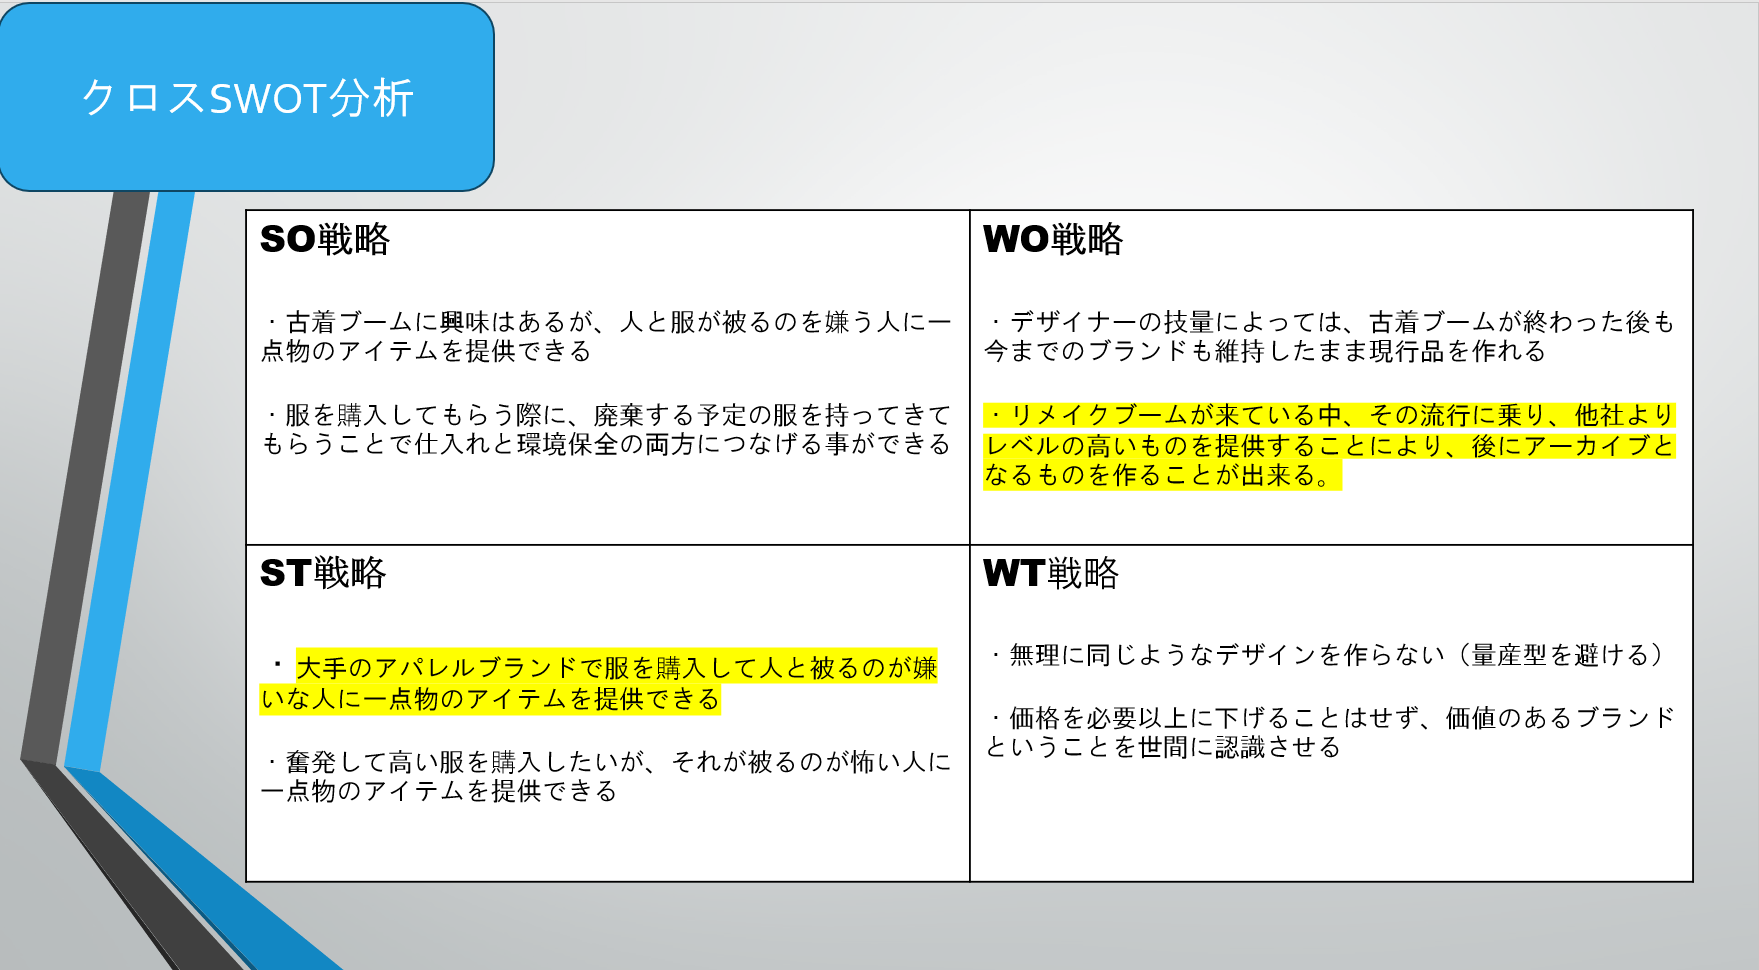 クロスSWOT分析
SO戦略
・古着ブームに興味はあるが、人と服が被るのを嫌う人に一
点物のアイテムを提供できる
・服を購入してもらう際に、廃棄する予定の服を持ってきて
もらうことで仕入れと環境保全の両方につなげる事ができる
WO戦略
・デザイナーの技量によっては、古着ブームが終わった後も
今までのブランドも維持したまま現行品を作れる
・リメイクブームが来ている中、その流行に乗り、他社より
レベルの高いものを提供することにより、後にアーカイブと
なるものを作ることが出来る。
ST戦略
・大手のアパレルブランドで服を購入して人と被るのが嫌
いな人に一点物のアイテムを提供できる
・奮発して高い服を購入したいが、それが被るのが怖い人に
一点物のアイテムを提供できる
WT戦略
・無理に同じようなデザインを作らない（量産型を避ける）
・価格を必要以上に下げることはせず、価値のあるブランド
ということを世間に認識させる